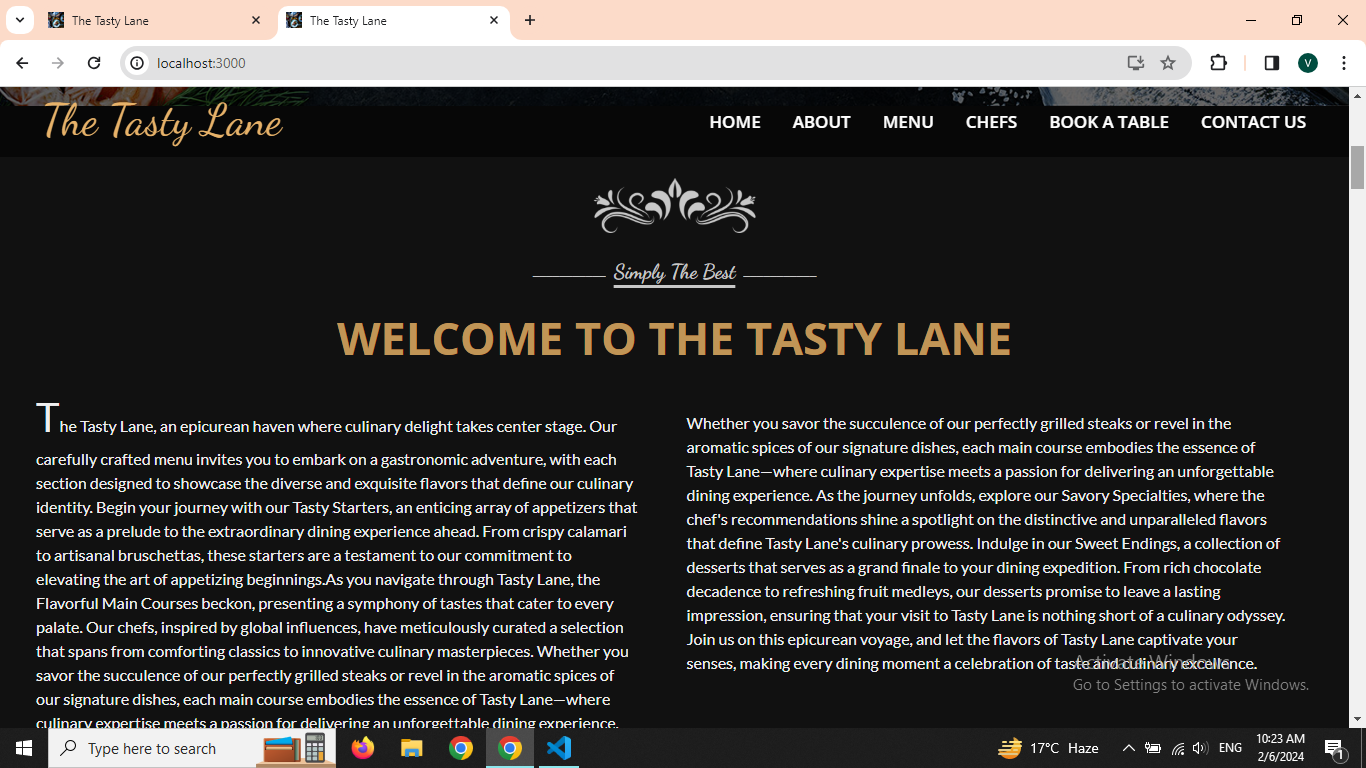 The Tasty Lane
The Tasty Lane
localhost:3000
V
The Tasty Lane
HOME ABOUT MENU CHEFS BOOK A TABLE CONTACT US
Simply The Best
WELCOME TO THE TASTY LANE
The Tasty Lane, an epicurean haven where culinary delight takes center stage. Our
carefully crafted menu invites you to embark on a gastronomic adventure, with each
section designed to showcase the diverse and exquisite flavors that define our culinary
identity. Begin your journey with our Tasty Starters, an enticing array of appetizers that
serve as a prelude to the extraordinary dining experience ahead. From crispy calamari
to artisanal bruschettas, these starters are a testament to our commitment to
elevating the art of appetizing beginnings.As you navigate through Tasty Lane, the
Flavorful Main Courses beckon, presenting a symphony of tastes that cater to every
palate. Our chefs, inspired by global influences, have meticulously curated a selection
that spans from comforting classics to innovative culinary masterpieces. Whether you
savor the succulence of our perfectly grilled steaks or revel in the aromatic spices of
our signature dishes, each main course embodies the essence of Tasty Lane—where
culinary expertise meets a passion for delivering an unforgettable dining experience.
Whether you savor the succulence of our perfectly grilled steaks or revel in the
aromatic spices of our signature dishes, each main course embodies the essence of
Tasty Lane—where culinary expertise meets a passion for delivering an unforgettable
dining experience. As the journey unfolds, explore our Savory Specialties, where the
chef's recommendations shine a spotlight on the distinctive and unparalleled flavors
that define Tasty Lane's culinary prowess. Indulge in our Sweet Endings, a collection of
desserts that serves as a grand finale to your dining expedition. From rich chocolate
decadence to refreshing fruit medleys, our desserts promise to leave a lasting
impression, ensuring that your visit to Tasty Lane is nothing short of a culinary odyssey.
Join us on this epicurean voyage, and let the flavors of Tasty Lane captivate your
senses, making every dining moment a celebration of taste and culinary excellence.
Activate Windows
Go to Settings to activate Windows.
Type here to search
17°C Haze
ENG
10:23 AM
2/6/2024
1